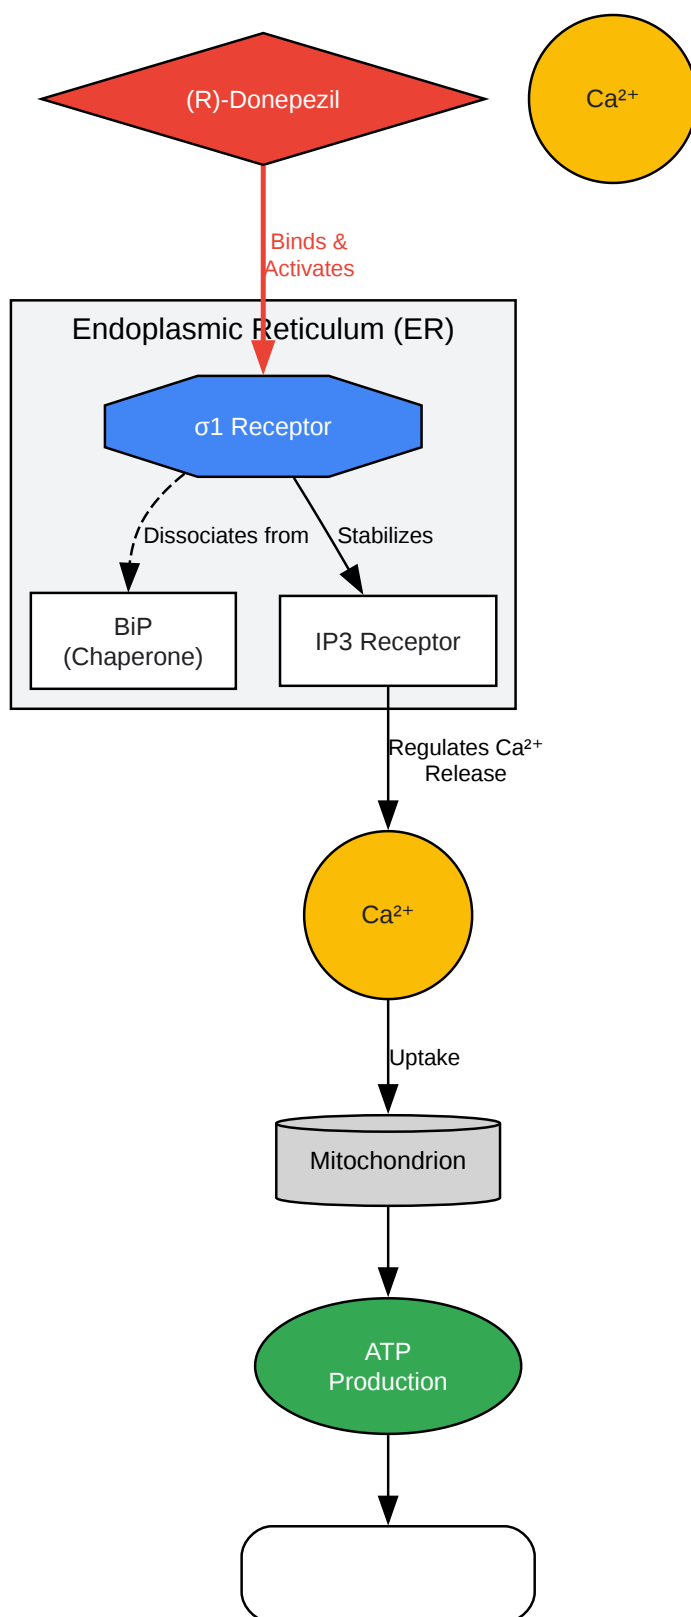 (R)-Donepezil
Ca²⁺
Binds &
Activates
Endoplasmic Reticulum (ER)
σ1 Receptor
Dissociates from
Stabilizes
BiP
(Chaperone)
IP3 Receptor
Regulates Ca²⁺
Release
Ca²⁺
Uptake
Mitochondrion
ATP
Production